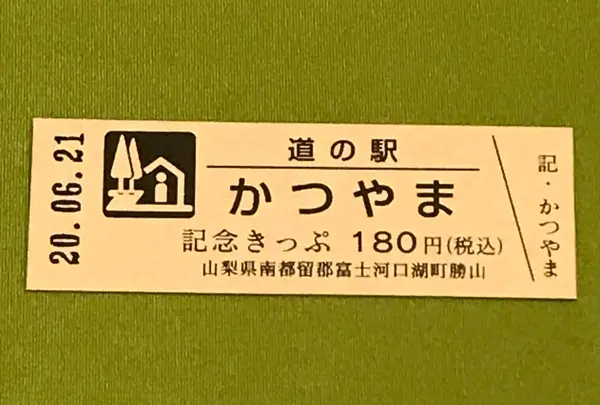 20.06.21
道の駅
かつやま
記念きっぷ 180円(税込)
山梨県南都留郡富士河口湖町勝山
記・かつやま